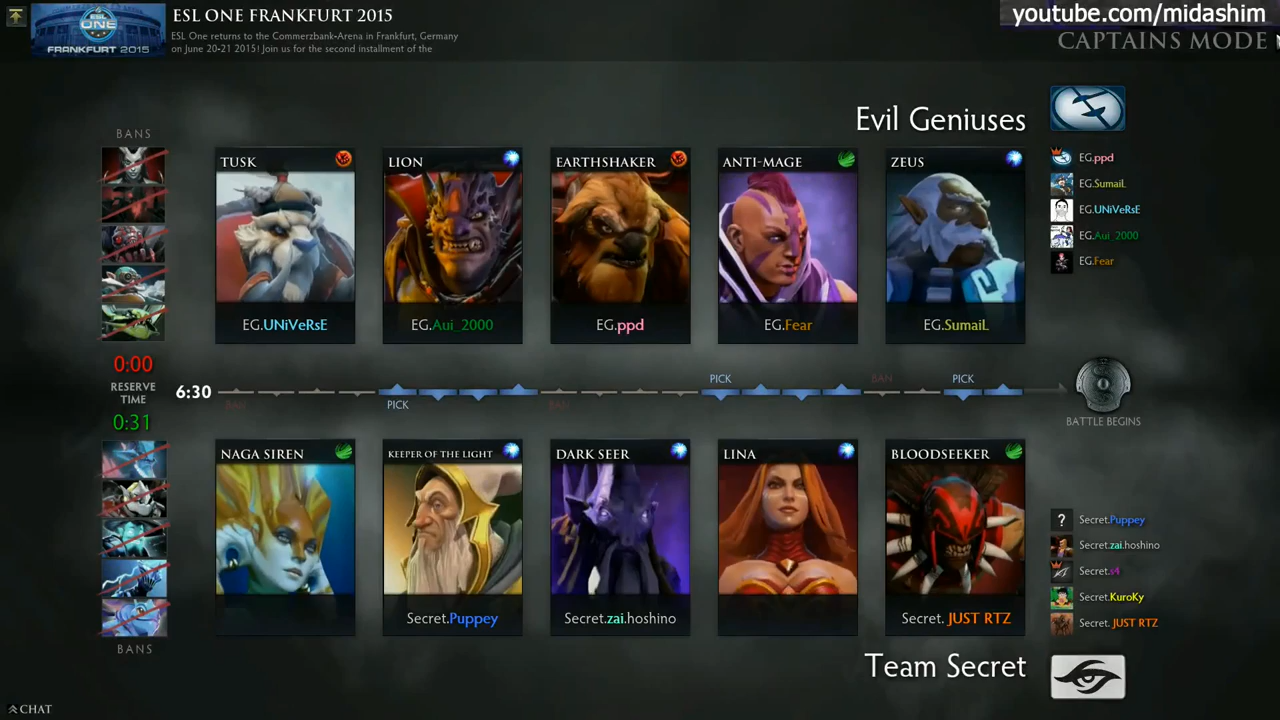 ESL ONE FRANKFURT 2015
ESL One returns to the Commerzbank-Arena in Frankfurt, Germany
on June 20-21 2015! Join us for the second installment of the
ESL
ONE
FRANKFURT 2015
youtube.com/midashim
CAPTAINS MODE
Evil Geniuses
BANS
TUSK
LION
EARTHSHAKER
ANTI-MAGE
ZEUS
EG.ppd
EG.SumaiL
EG.UNiVeRsE
EG.Aui_2000
EG.Fear
EG.UNiVeRsE
EG.Aui_2000
EG.ppd
EG.Fear
EG.SumaiL
0:00
RESERVE
TIME
0:31
6:30
BAN
PICK
BAN
PICK
BAN
PICK
BATTLE BEGINS
NAGA SIREN
KEEPER OF THE LIGHT
DARK SEER
LINA
BLOODSEEKER
Secret.Puppey
Secret.zai.hoshino
Secret. JUST RTZ
?
Secret.Puppey
Secret.zai.hoshino
Secret.s4
Secret.KuroKy
Secret. JUST RTZ
BANS
Team Secret
CHAT